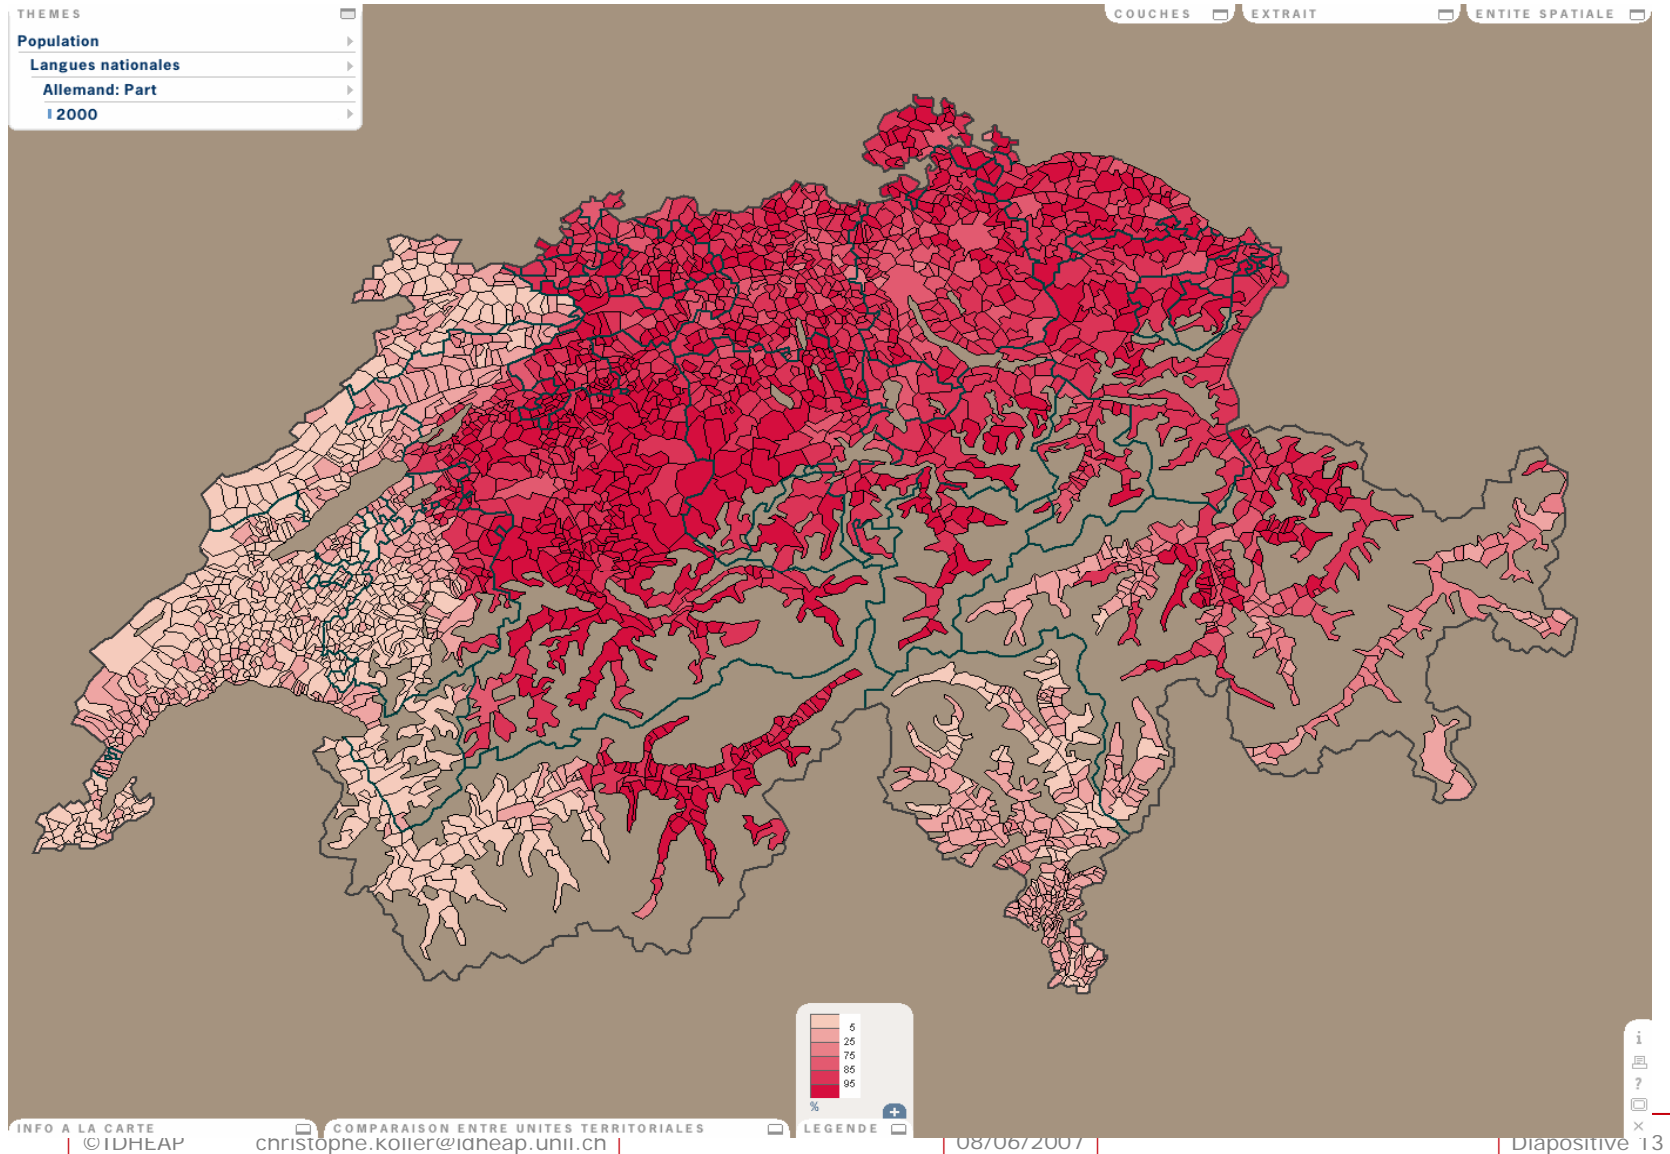 THEMES
Population
Langues nationales
Allemand: Part
2000
COUCHES
EXTRAIT
ENTITE SPATIALE
5
25
75
85
95
%
i
?
INFO A LA CARTE
COMPARAISON ENTRE UNITES TERRITORIALES
LEGENDE
©IDHEAP christophe.koller@idheap.unil.ch 08/06/2007 Diapositive 13